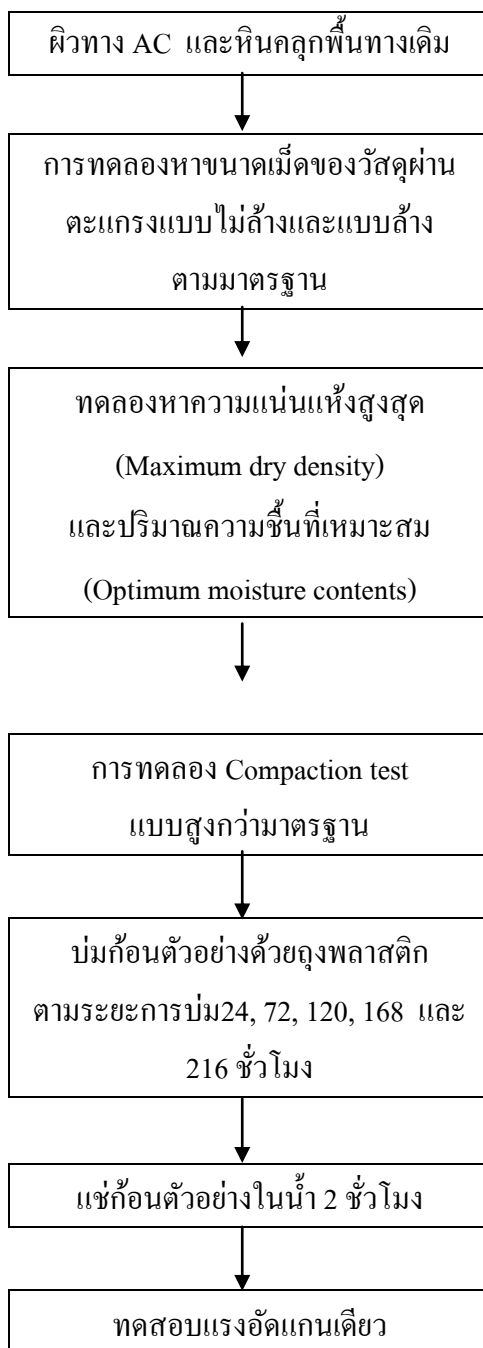 ผิวทาง AC และหินคลุกพื้นทางเดิม
การทดลองหาขนาดเม็ดของวัสดุผ่าน
ตะแกรงแบบไม่ล้างและแบบล้าง
ตามมาตรฐาน
ทดลองหาความแน่นแห้งสูงสุด
(Maximum dry density)
และปริมาณความชื้นที่เหมาะสม
(Optimum moisture contents)
การทดลอง Compaction test
แบบสูงกว่ามาตรฐาน
บ่มก้อนตัวอย่างด้วยถุงพลาสติก
ตามระยะการบ่ม24, 72, 120, 168 และ
216 ชั่วโมง
แช่ก้อนตัวอย่างในน้ำ 2 ชั่วโมง
ทดสอบแรงอัดแกนเดียว